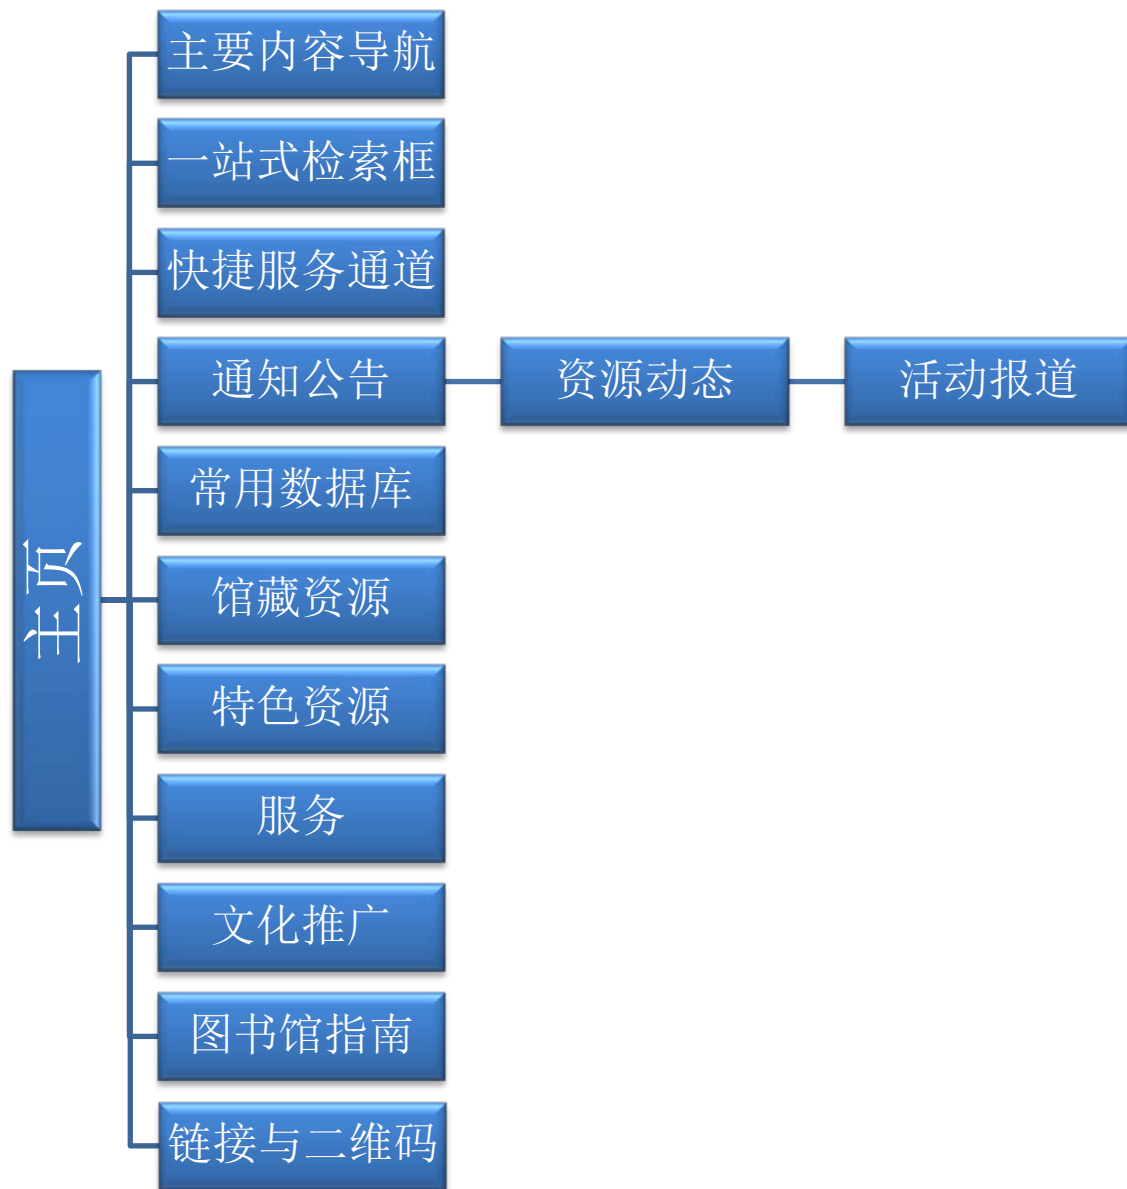 主页
主要内容导航
一站式检索框
快捷服务通道
通知公告
资源动态
活动报道
常用数据库
馆藏资源
特色资源
服务
文化推广
图书馆指南
链接与二维码